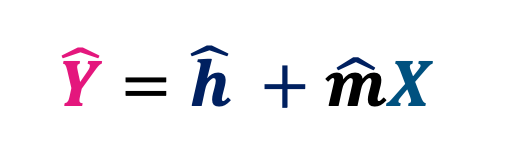 Ŷ = ĥ + m̂X